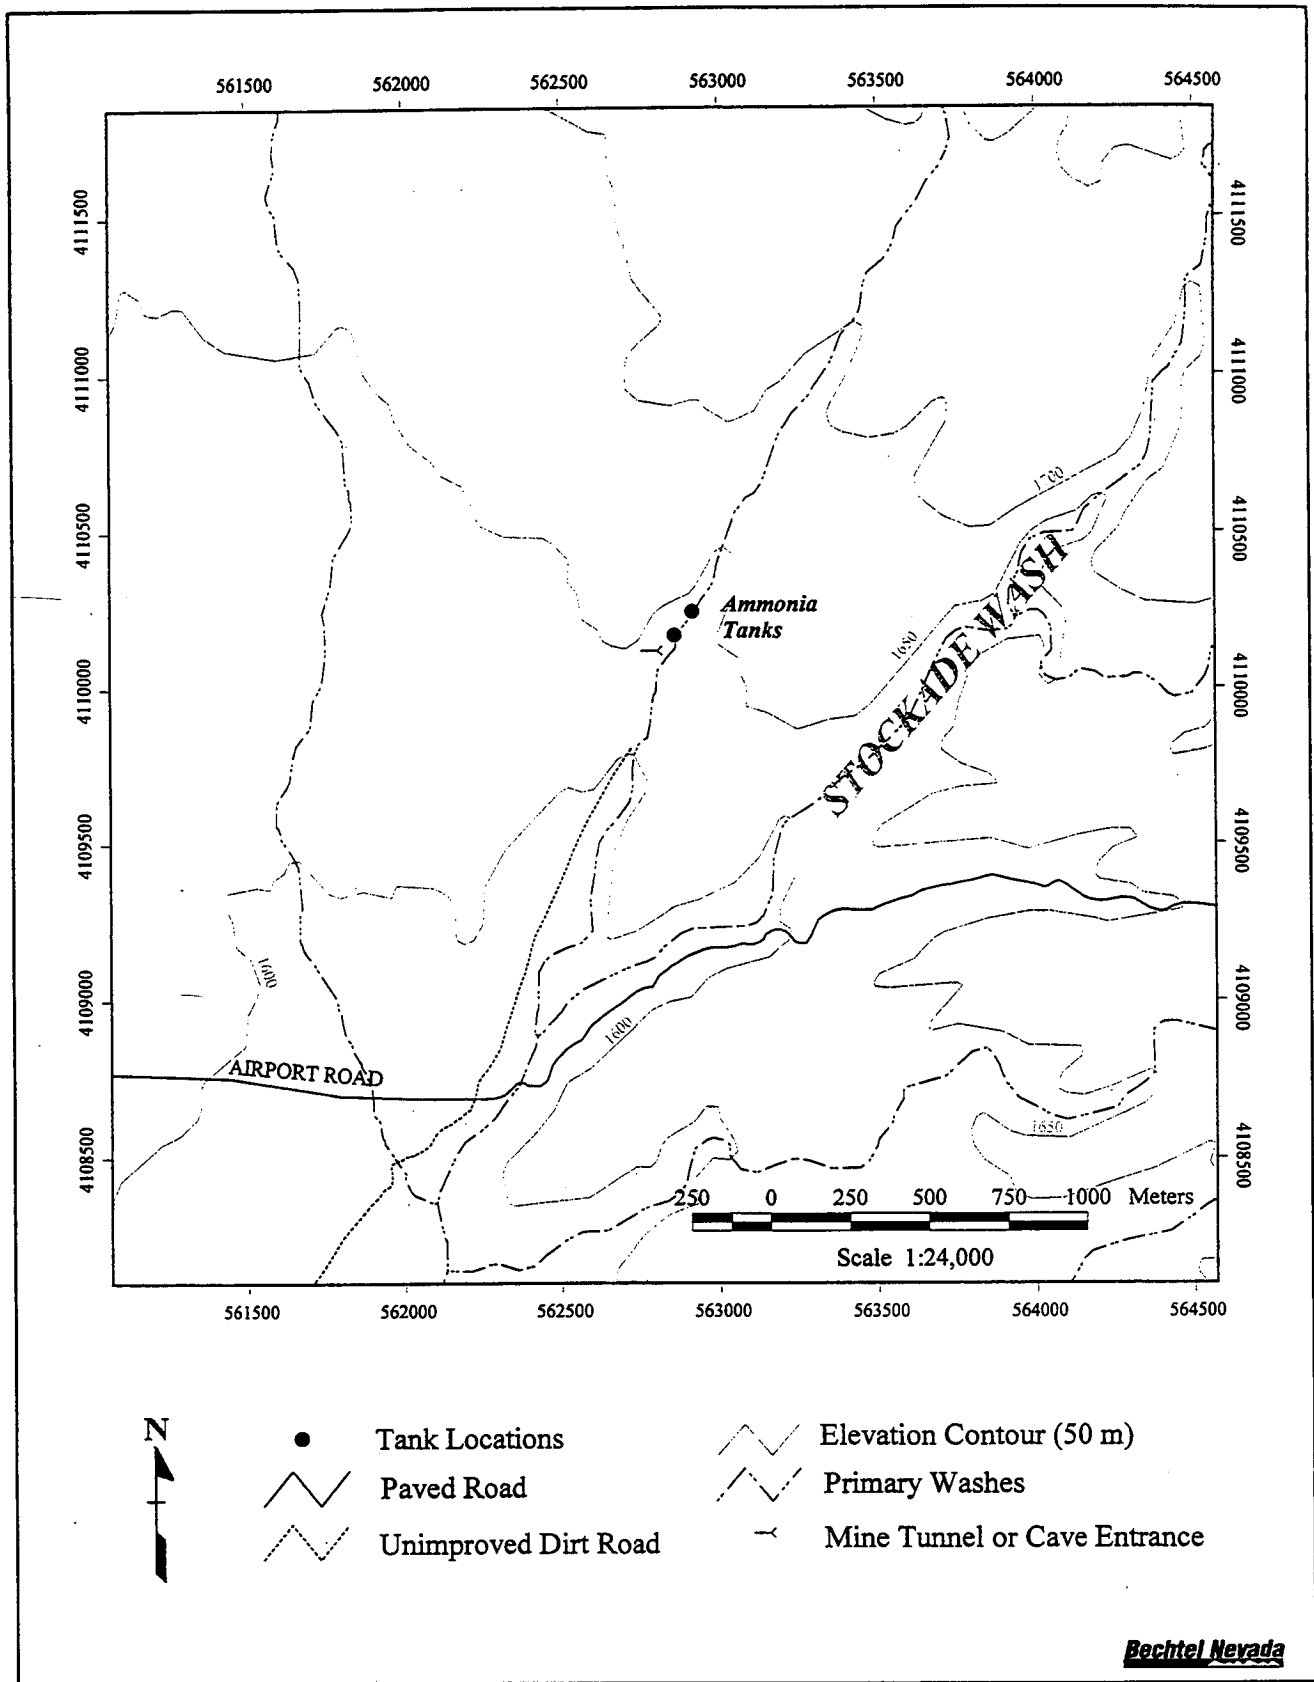 561500 562000 562500 563000 563500 564000 564500
4111500 4111500
4111000 4111000
1700
4110500 4110500
Ammonia
Tanks
STOCKADE WASH
1650
4110000 4110000
4109500 4109500
1600
4109000 4109000
1600
AIRPORT ROAD
1650
4108500 4108500
250 0 250 500 750 1000 Meters
Scale 1:24,000
561500 562000 562500 563000 563500 564000 564500
N
Tank Locations
Elevation Contour (50 m)
Paved Road
Primary Washes
Unimproved Dirt Road
Mine Tunnel or Cave Entrance
Bechtel Nevada